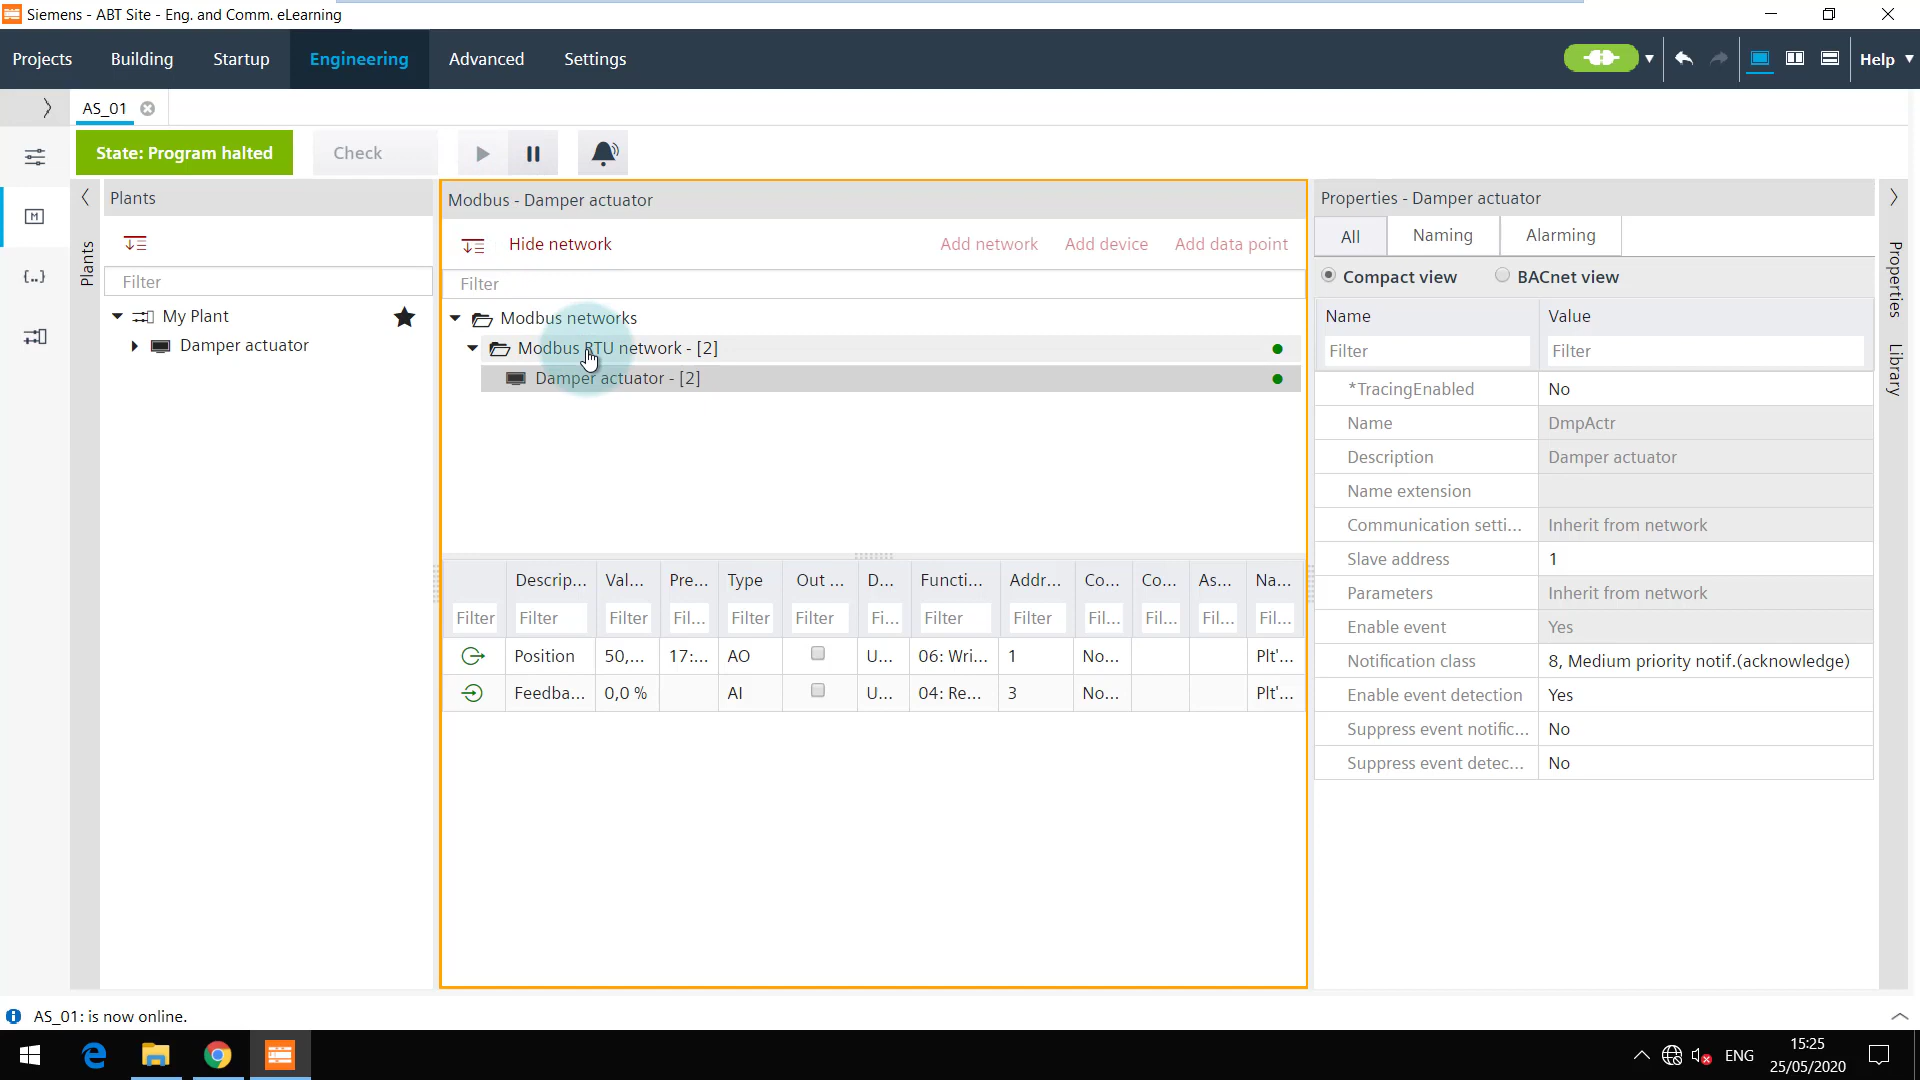 Siemens - ABT Site - Eng. and Comm. eLearning
Projects Building Startup Engineering Advanced Settings Help
AS_01
State: Program halted Check
Plants
Plants
Filter
My Plant
Damper actuator
Modbus - Damper actuator
Hide network Add network Add device Add data point
Filter
Modbus networks
Modbus RTU network - [2]
Damper actuator - [2]
Descrip... Val... Pre... Type Out ... D... Functi... Addr... Co... Co... As... Na...
Filter Filter Filter Fil... Filter Filter Fi... Filter Filter Fil... Fil... Fil... Fil...
Position 50,... 17:... AO U... 06: Wri... 1 No... Plt'...
Feedba... 0,0 % AI U... 04: Re... 3 No... Plt'...
Properties - Damper actuator
All Naming Alarming
Compact view BACnet view
Name Value
Filter Filter
*TracingEnabled No
Name DmpActr
Description Damper actuator
Name extension
Communication setti... Inherit from network
Slave address 1
Parameters Inherit from network
Enable event Yes
Notification class 8, Medium priority notif.(acknowledge)
Enable event detection Yes
Suppress event notific... No
Suppress event detec... No
Properties
Library
AS_01: is now online.
ENG
15:25
25/05/2020